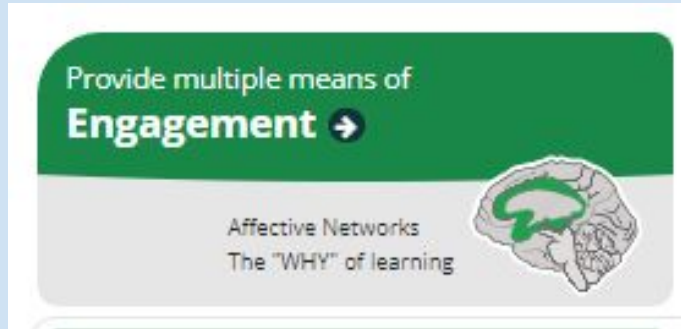 Provide multiple means of
Engagement
Affective Networks
The "WHY" of learning